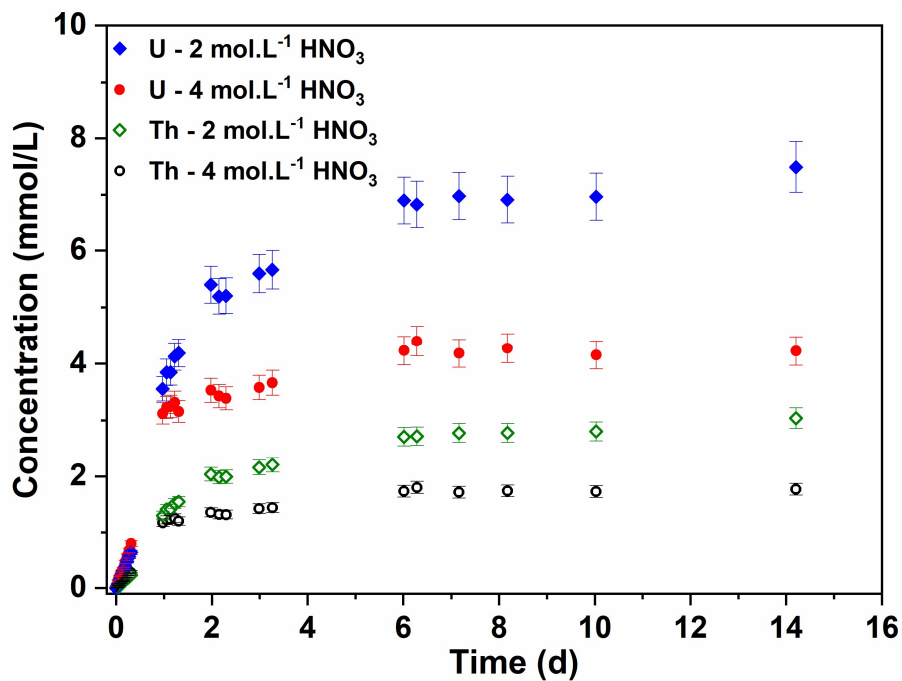 10
8
6
4
2
0
Concentration (mmol/L)
U - 2 mol.L⁻¹ HNO₃
U - 4 mol.L⁻¹ HNO₃
Th - 2 mol.L⁻¹ HNO₃
Th - 4 mol.L⁻¹ HNO₃
0 2 4 6 8 10 12 14 16
Time (d)